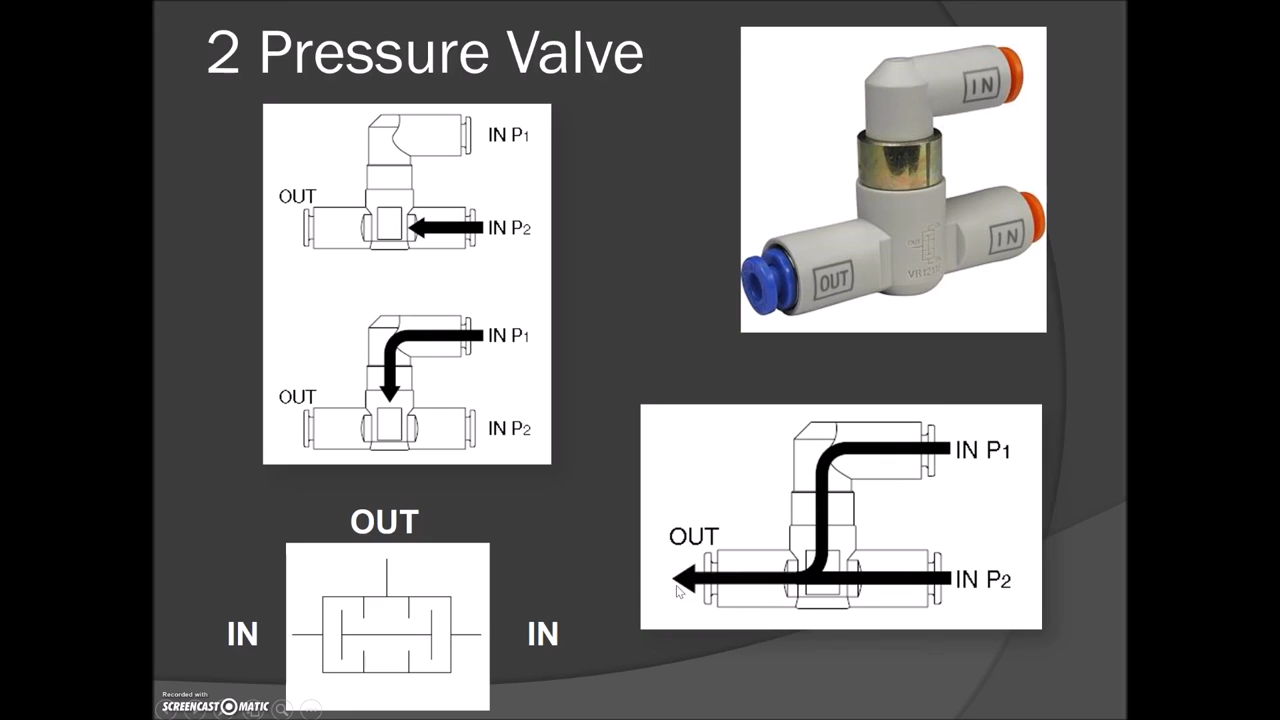 2 Pressure Valve
IN P1
OUT
IN P2
IN P1
OUT
IN P2
IN
IN
OUT
OUT
IN
IN
IN P1
OUT
IN P2
Recorded with
SCREENCAST-O-MATIC